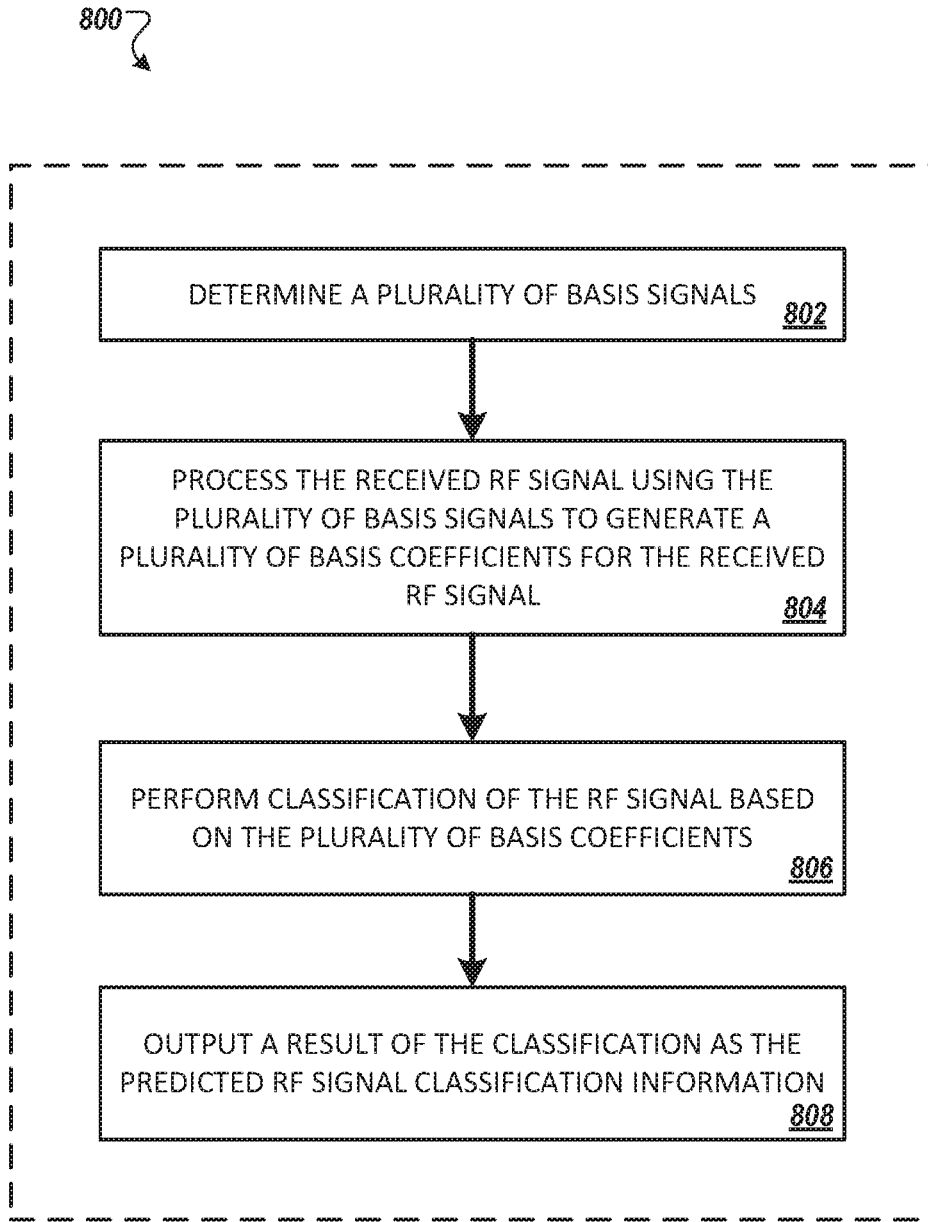 800
DETERMINE A PLURALITY OF BASIS SIGNALS
802
PROCESS THE RECEIVED RF SIGNAL USING THE
PLURALITY OF BASIS SIGNALS TO GENERATE A
PLURALITY OF BASIS COEFFICIENTS FOR THE RECEIVED
RF SIGNAL
804
PERFORM CLASSIFICATION OF THE RF SIGNAL BASED
ON THE PLURALITY OF BASIS COEFFICIENTS
806
OUTPUT A RESULT OF THE CLASSIFICATION AS THE
PREDICTED RF SIGNAL CLASSIFICATION INFORMATION
808